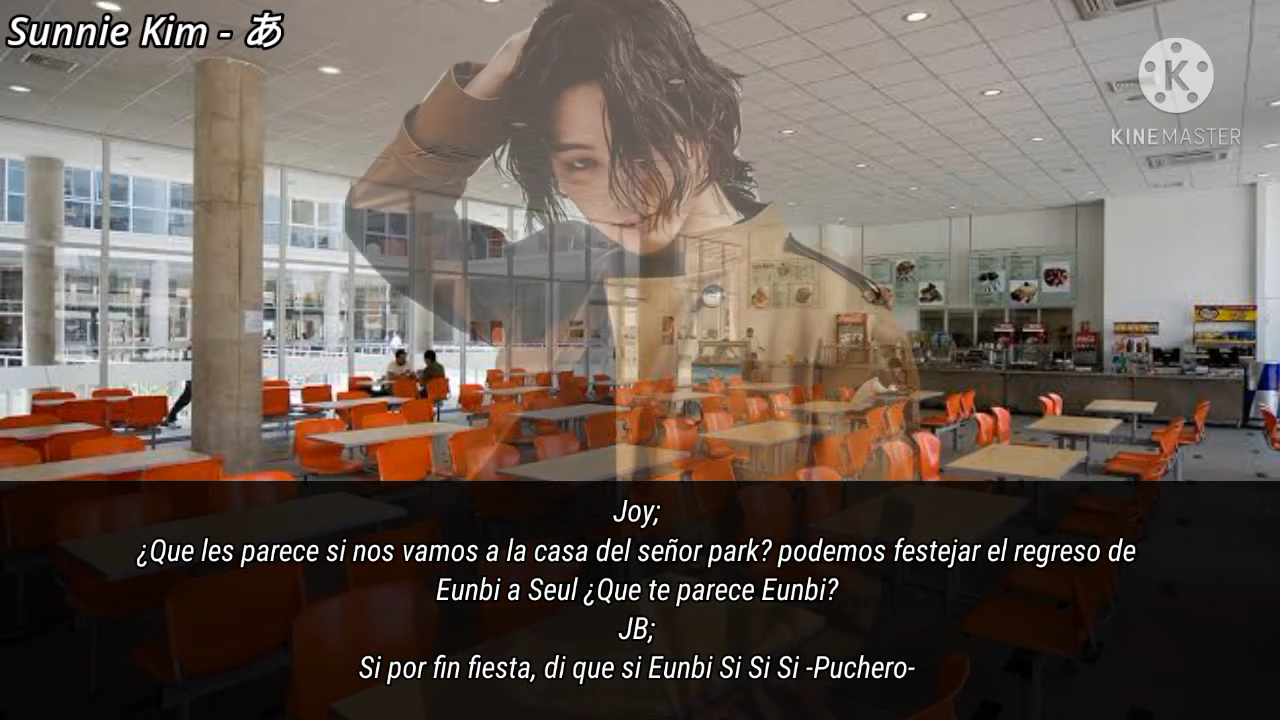 Sunnie Kim - あ
KINEMASTER
Joy;
¿Que les parece si nos vamos a la casa del señor park? podemos festejar el regreso de
Eunbi a Seul ¿Que te parece Eunbi?
JB;
Si por fin fiesta, di que si Eunbi Si Si Si -Puchero-